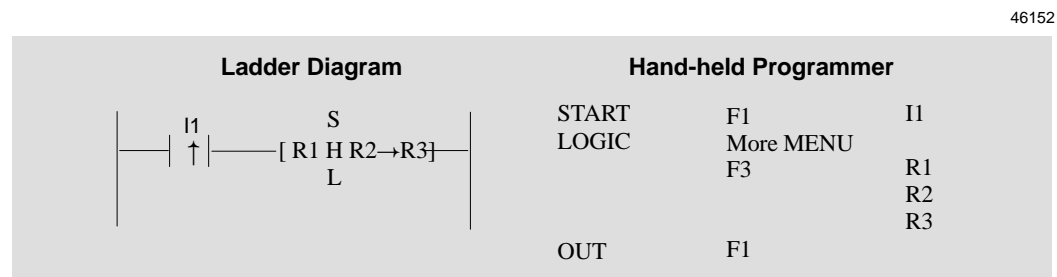 46152
Ladder Diagram
Hand-held Programmer
I1
↑
S
[ R1 H R2→R3]
L
START F1 I1
LOGIC More MENU
F3 R1
R2
R3
OUT F1